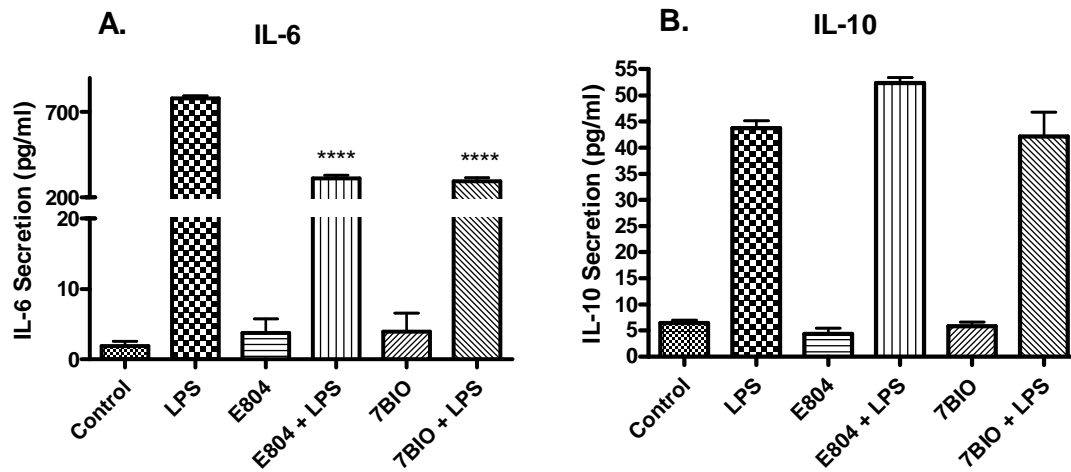 A.
IL-6
IL-6 Secretion (pg/ml)
700
200
20
10
0
****
****
Control
LPS
E804
E804 + LPS
7BIO
7BIO + LPS
B.
IL-10
IL-10 Secretion (pg/ml)
55
50
45
40
35
30
25
20
15
10
5
0
Control
LPS
E804
E804 + LPS
7BIO
7BIO + LPS